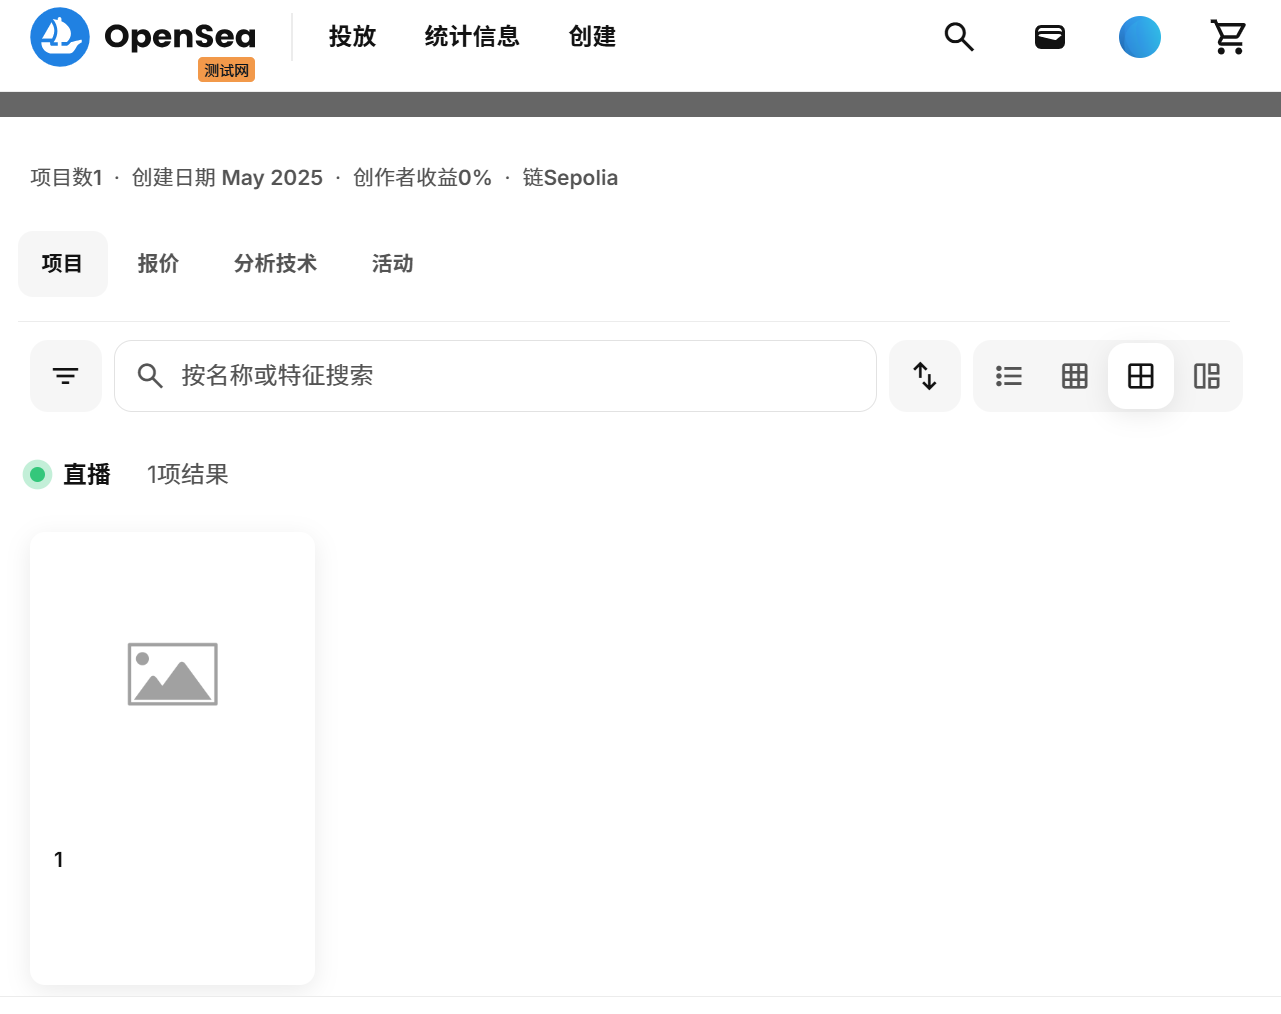 OpenSea 投放 统计信息 创建
测试网
项目数1 · 创建日期 May 2025 · 创作者收益0% · 链Sepolia
项目 报价 分析技术 活动
按名称或特征搜索
直播 1项结果
1